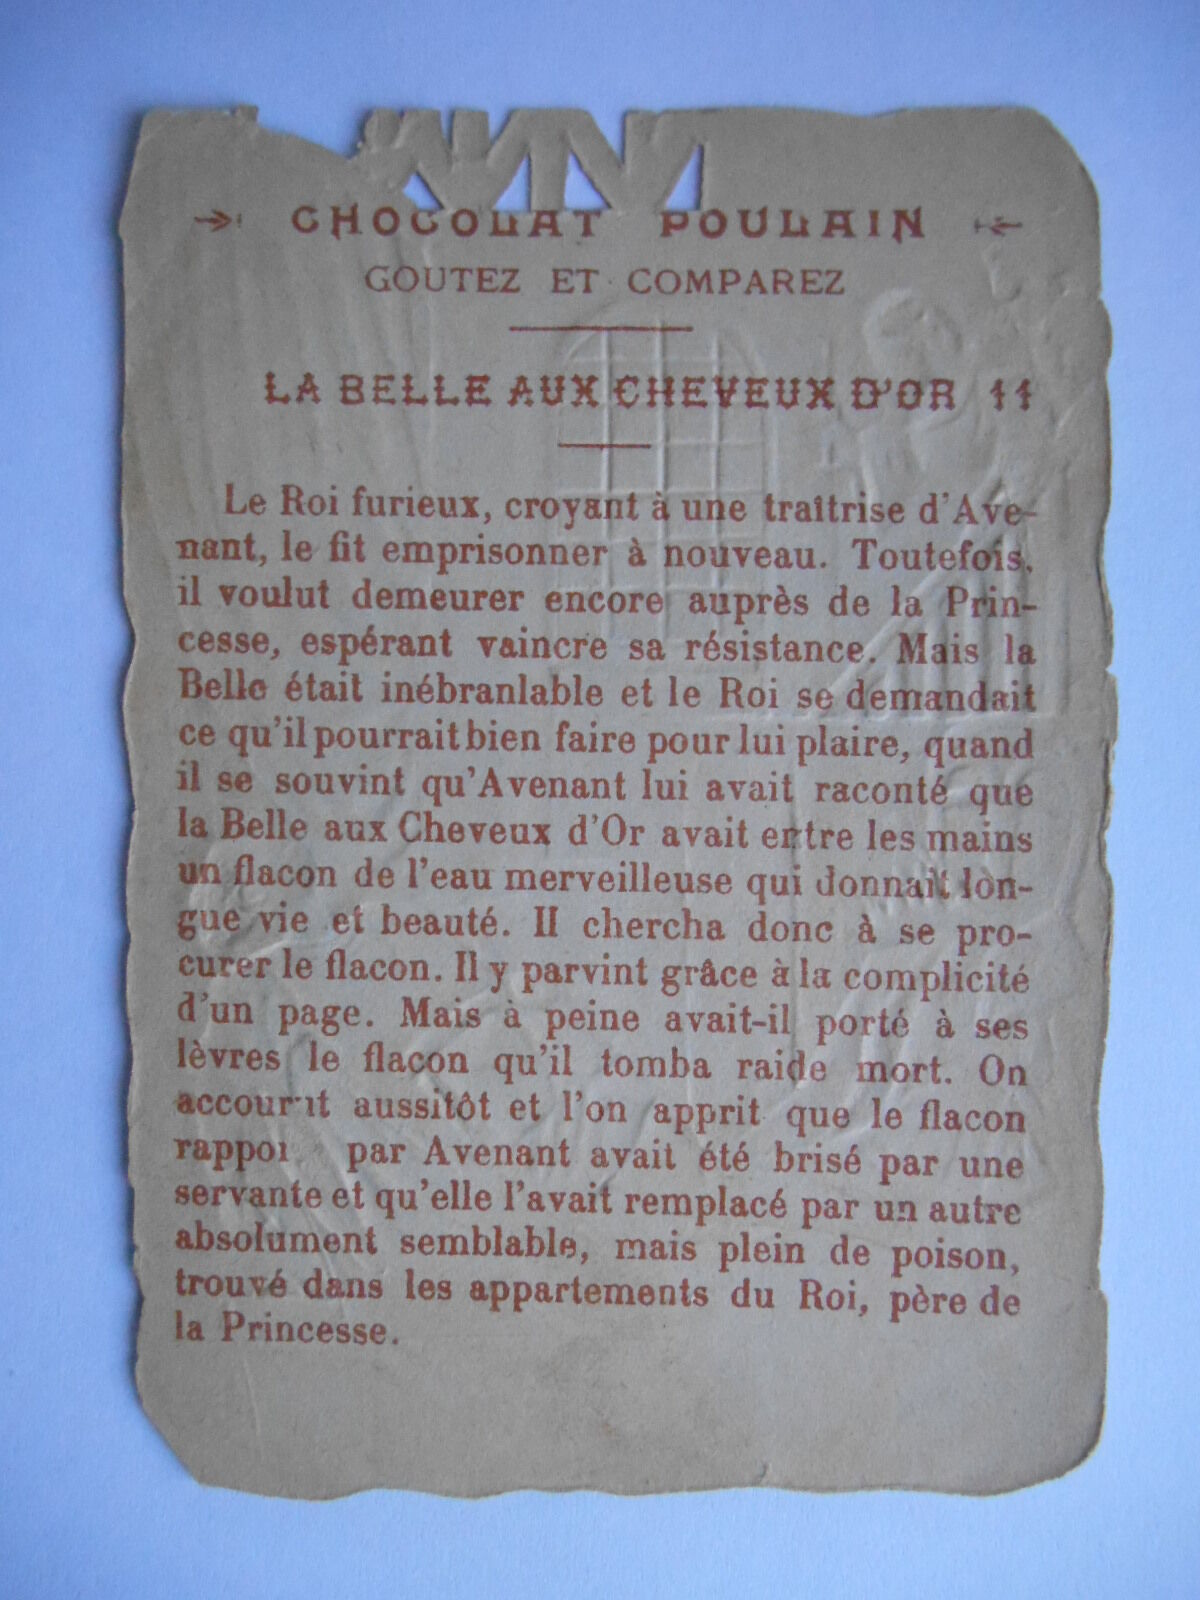 CHOCOLAT POULAIN
GOUTEZ ET COMPAREZ
LA BELLE AUX CHEVEUX D'OR 11
Le Roi furieux, croyant à une traîtrise d'Ave-
nant, le fit emprisonner à nouveau. Toutefois,
il voulut demeurer encore auprès de la Prin-
cesse, espérant vaincre sa résistance. Mais la
Belle était inébranlable et le Roi se demandait
ce qu'il pourrait bien faire pour lui plaire, quand
il se souvint qu'Avenant lui avait raconté que
la Belle aux Cheveux d'Or avait entre les mains
un flacon de l'eau merveilleuse qui donnait lon-
gue vie et beauté. Il chercha donc à se pro-
curer le flacon. Il y parvint grâce à la complicité
d'un page. Mais à peine avait-il porté à ses
lèvres le flacon qu'il tomba raide mort. On
accourut aussitôt et l'on apprit que le flacon
par Avenant avait été brisé par une
servante et qu'elle l'avait remplacé par un autre
absolument semblable, mais plein de poison,
trouvé dans les appartements du Roi, père de
la Princesse.